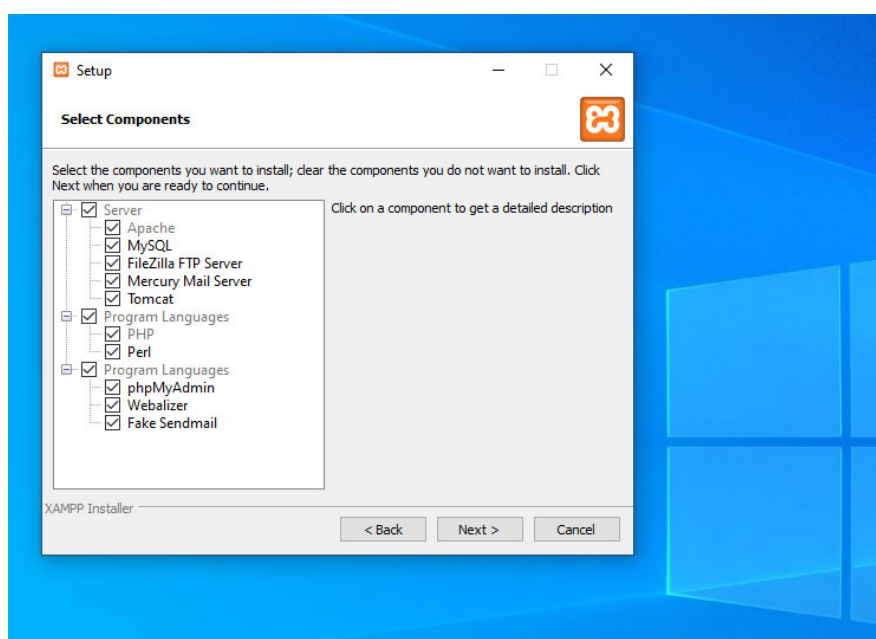 Setup
Select Components
Select the components you want to install; clear the components you do not want to install. Click
Next when you are ready to continue.
Server
Apache
MySQL
FileZilla FTP Server
Mercury Mail Server
Tomcat
Program Languages
PHP
Perl
Program Languages
phpMyAdmin
Webalizer
Fake Sendmail
Click on a component to get a detailed description
XAMPP Installer
< Back
Next >
Cancel